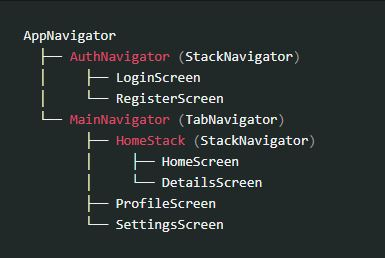 AppNavigator
├── AuthNavigator (StackNavigator)
│   ├── LoginScreen
│   └── RegisterScreen
└── MainNavigator (TabNavigator)
    ├── HomeStack (StackNavigator)
    │   ├── HomeScreen
    │   └── DetailsScreen
    ├── ProfileScreen
    └── SettingsScreen